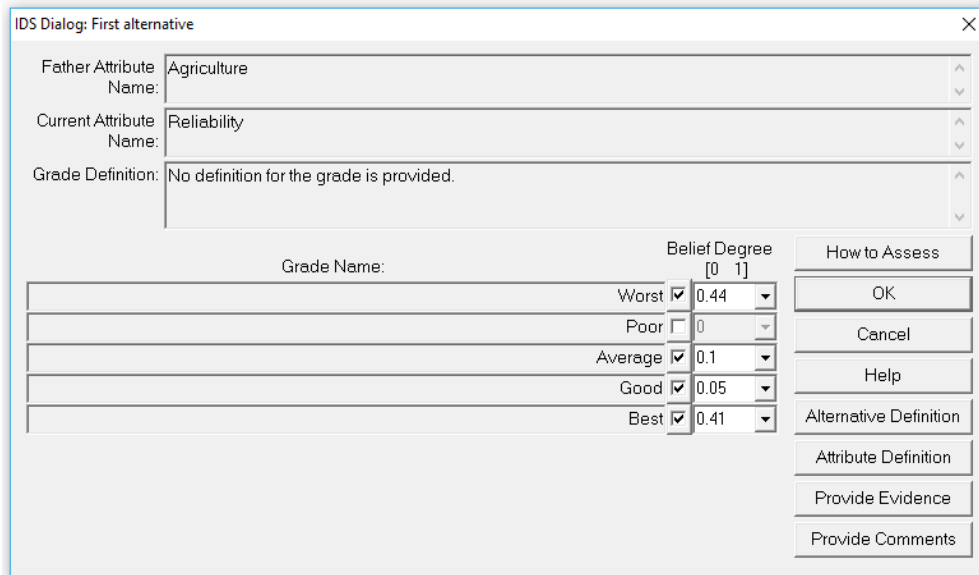 IDS Dialog: First alternative
Father Attribute Name:
Agriculture
Current Attribute Name:
Reliability
Grade Definition:
No definition for the grade is provided.
Grade Name:
Belief Degree
[0 1]
Worst 0.44
Poor 0
Average 0.1
Good 0.05
Best 0.41
How to Assess
OK
Cancel
Help
Alternative Definition
Attribute Definition
Provide Evidence
Provide Comments